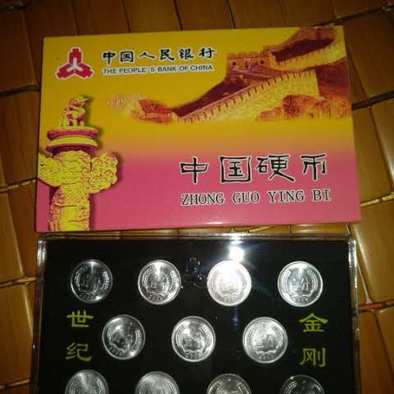 中国人民银行
THE PEOPLE'S BANK OF CHINA
中国硬币
ZHONG GUO YING BI
世纪
金刚